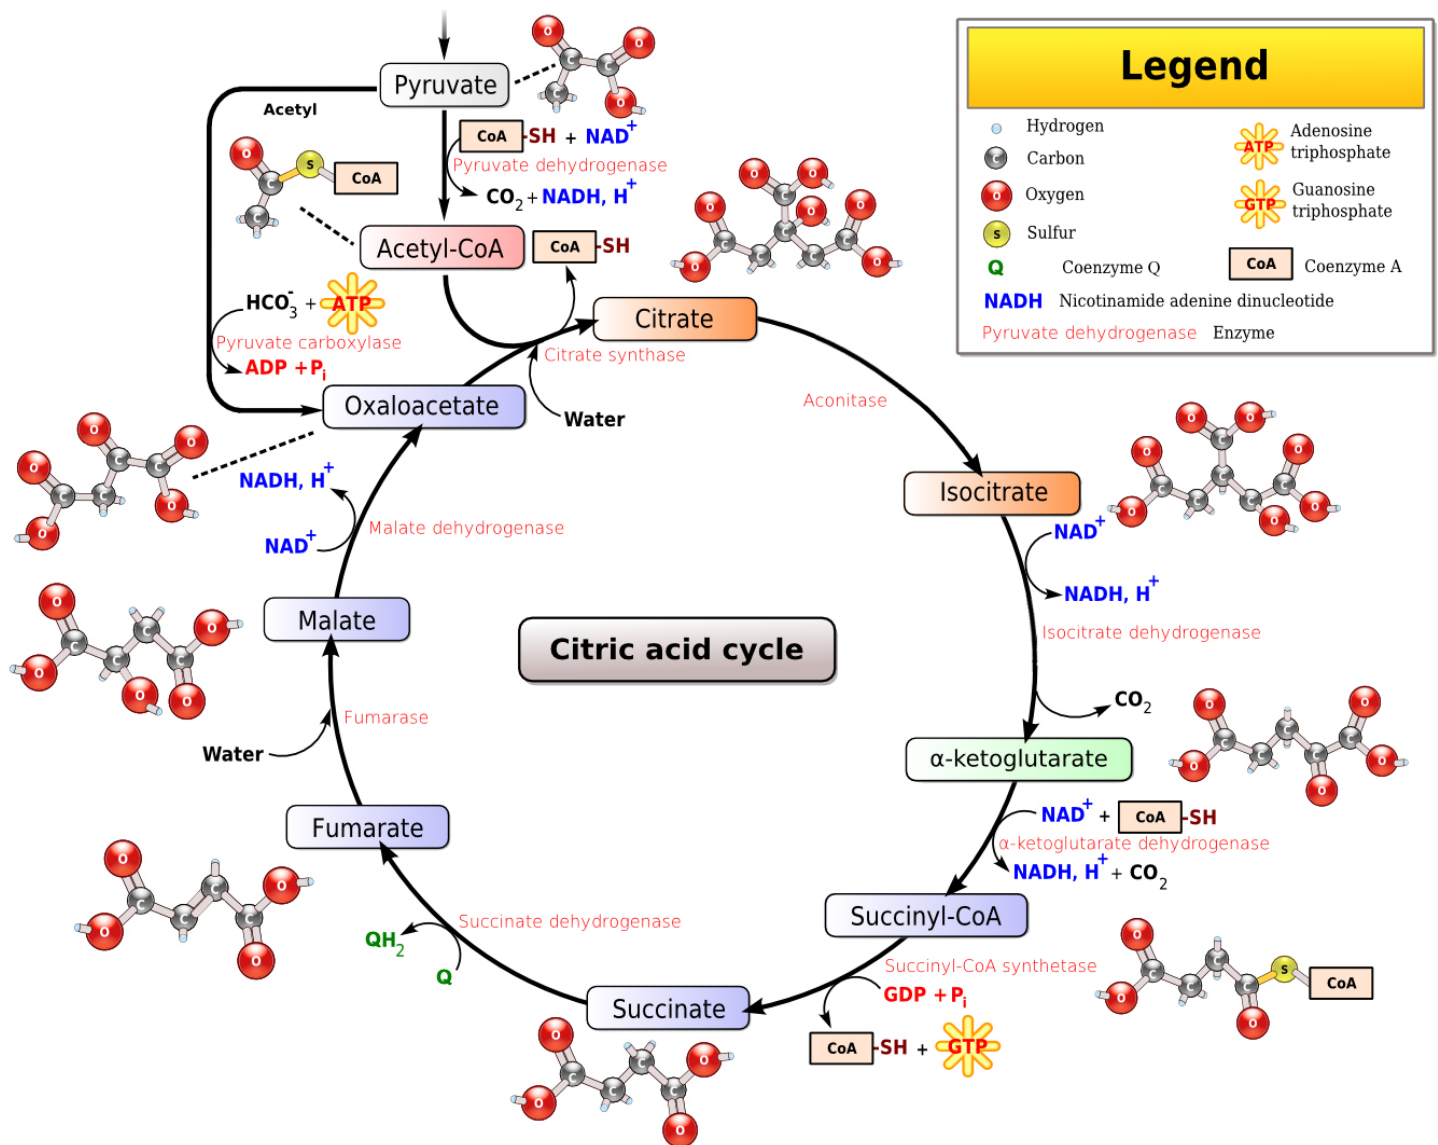 Pyruvate
Acetyl
CoA -SH + NAD+
Pyruvate dehydrogenase
CO2 + NADH, H+
S CoA
Acetyl-CoA
CoA -SH
HCO3- + ATP
Pyruvate carboxylase
ADP + Pi
Citrate
Citrate synthase
Oxaloacetate
Water
Aconitase
Isocitrate
NAD+
NADH, H+
Isocitrate dehydrogenase
CO2
α-ketoglutarate
NAD+ + CoA -SH
α-ketoglutarate dehydrogenase
NADH, H+ + CO2
Succinyl-CoA
Succinyl-CoA synthetase
GDP + Pi
CoA -SH + GTP
S CoA
Succinate
Succinate dehydrogenase
QH2
Q
Fumarate
Fumarase
Water
Malate
Malate dehydrogenase
NADH, H+
NAD+
Citric acid cycle
Legend
Hydrogen
C Carbon
O Oxygen
S Sulfur
Q Coenzyme Q
NADH Nicotinamide adenine dinucleotide
Pyruvate dehydrogenase Enzyme
ATP Adenosine
triphosphate
GTP Guanosine
triphosphate
CoA Coenzyme A